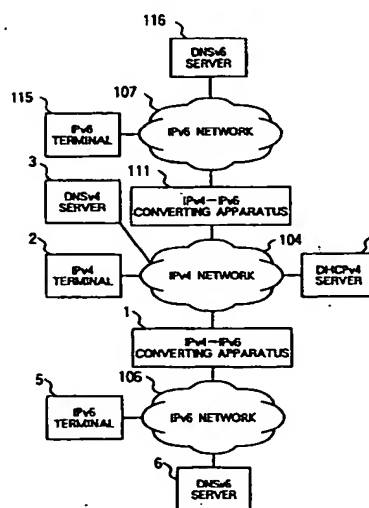 116
DNSv6
SERVER
115
107
IPv6
TERMINAL
IPv6 NETWORK
3
111
DNSv4
SERVER
IPv4-IPv6
CONVERTING APPARATUS
2
104
IPv4
TERMINAL
IPv4 NETWORK
DHCPv4
SERVER
1
IPv4-IPv6
CONVERTING APPARATUS
5
106
IPv6
TERMINAL
IPv6 NETWORK
6
DNSv6
SERVER